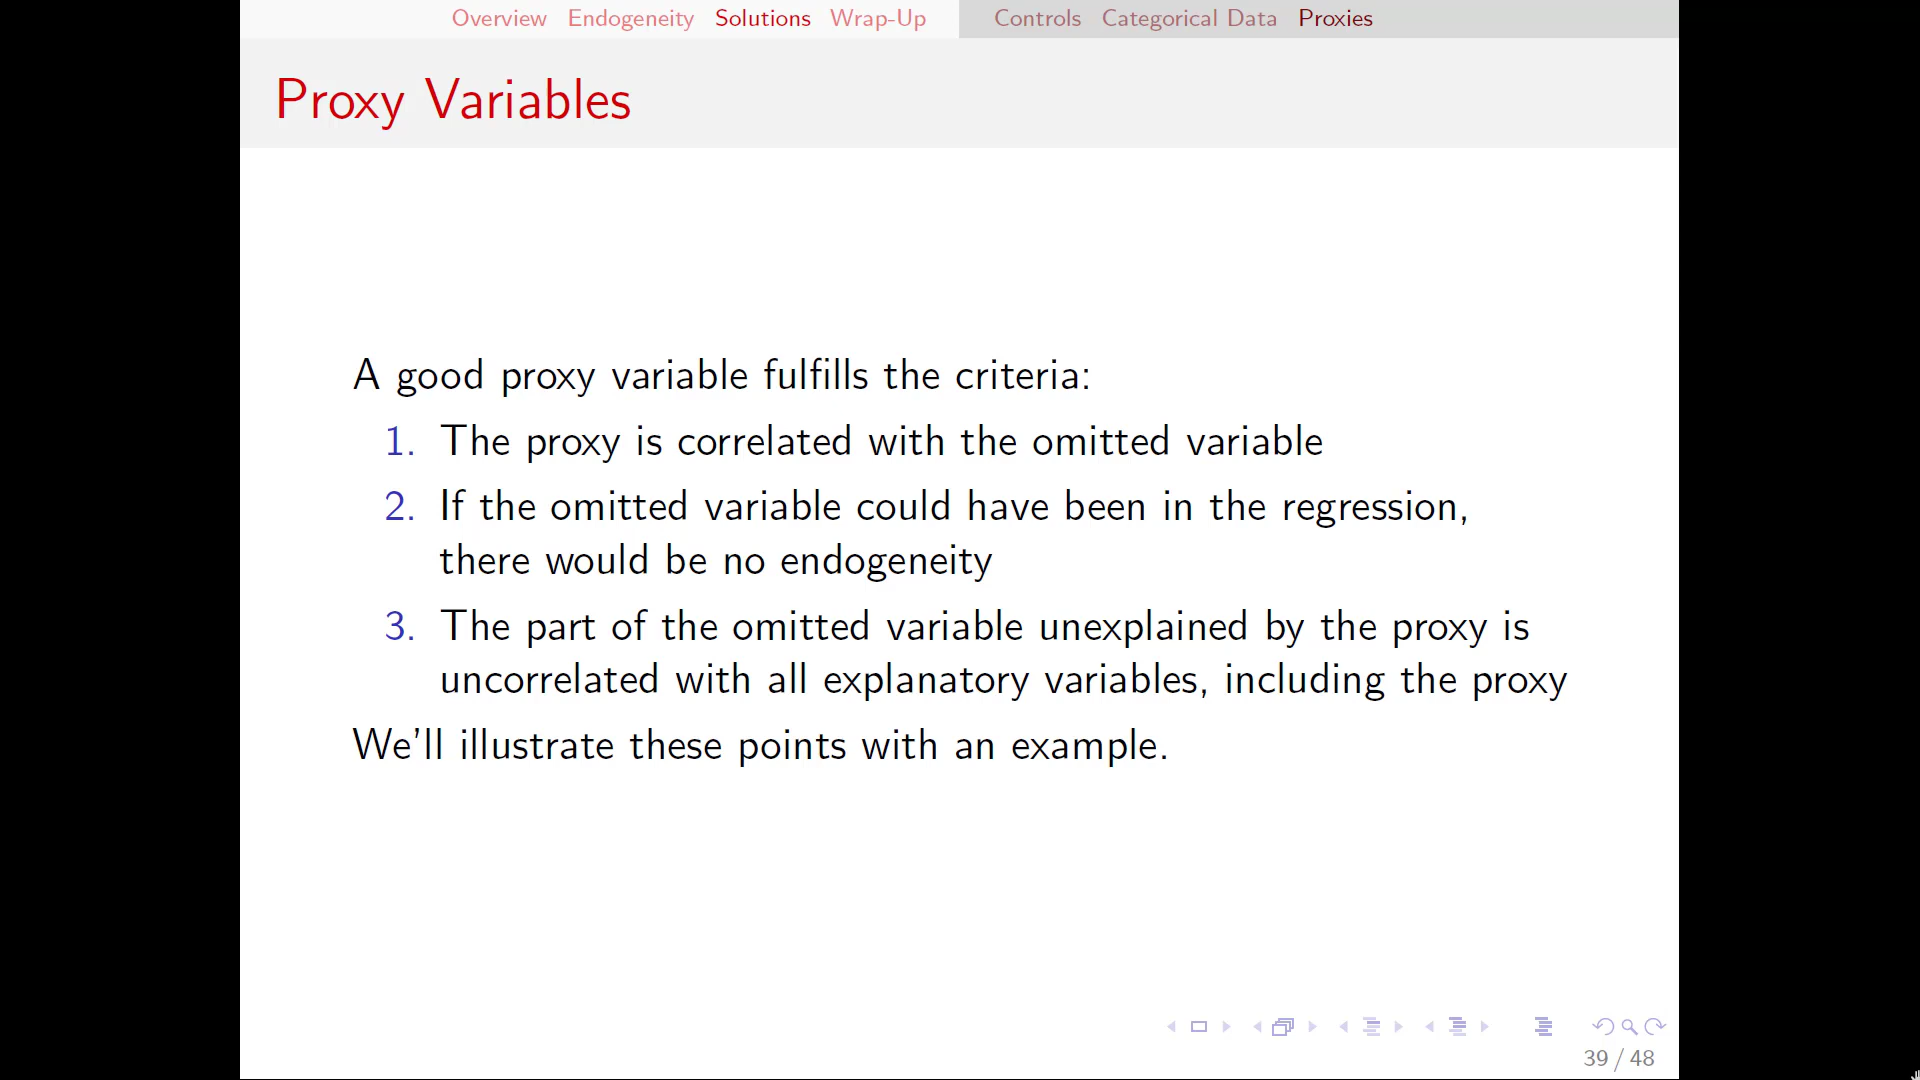 Overview Endogeneity Solutions Wrap-Up Controls Categorical Data Proxies
Proxy Variables
A good proxy variable fulfills the criteria:
1. The proxy is correlated with the omitted variable
2. If the omitted variable could have been in the regression,
there would be no endogeneity
3. The part of the omitted variable unexplained by the proxy is
uncorrelated with all explanatory variables, including the proxy
We'll illustrate these points with an example.
39 / 48